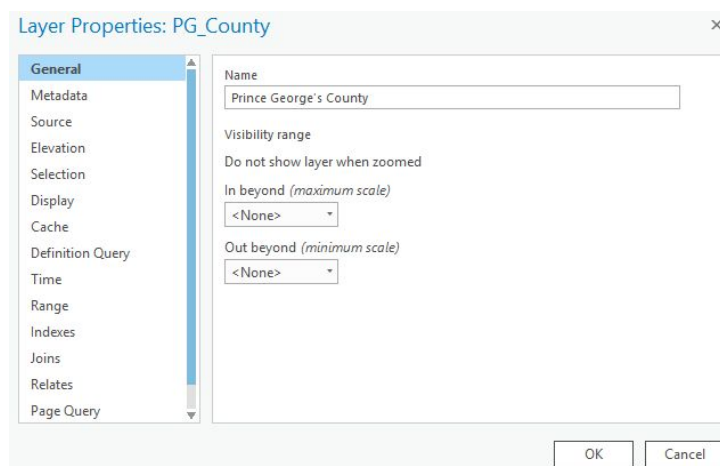 Layer Properties: PG_County
General
Metadata
Source
Elevation
Selection
Display
Cache
Definition Query
Time
Range
Indexes
Joins
Relates
Page Query
Name
Prince George's County
Visibility range
Do not show layer when zoomed
In beyond (maximum scale)
<None>
Out beyond (minimum scale)
<None>
OK
Cancel